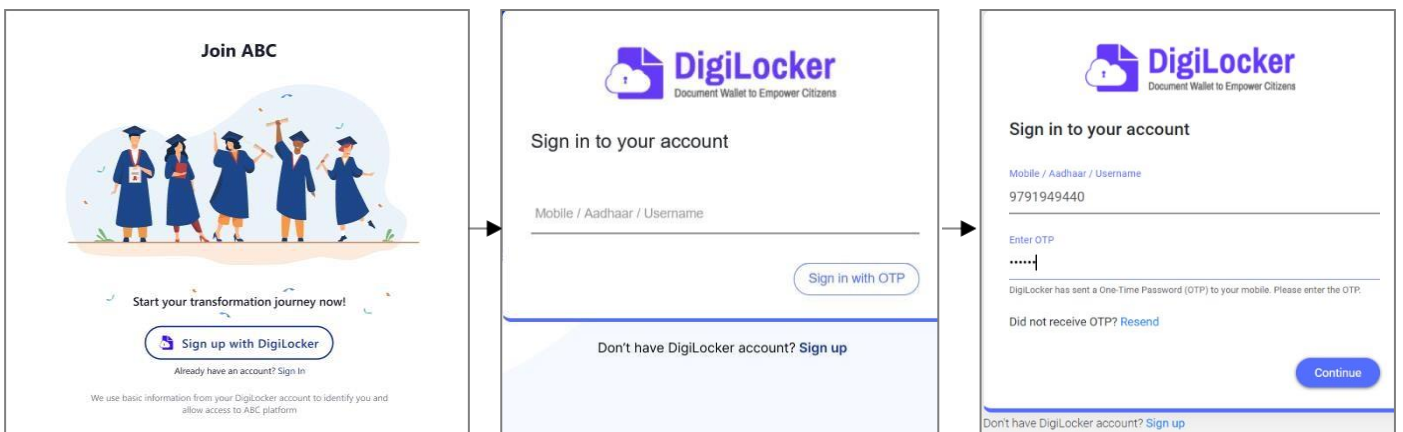 Join ABC
Start your transformation journey now!
Sign up with DigiLocker
Already have an account? Sign In
We use basic information from your DigiLocker account to identify you and
allow access to ABC platform
DigiLocker
Document Wallet to Empower Citizens
Sign in to your account
Mobile / Aadhaar / Username
Sign in with OTP
Don't have DigiLocker account? Sign up
DigiLocker
Document Wallet to Empower Citizens
Sign in to your account
Mobile / Aadhaar / Username
9791949440
Enter OTP
••••••
DigiLocker has sent a One-Time Password (OTP) to your mobile. Please enter the OTP.
Did not receive OTP? Resend
Continue
Don't have DigiLocker account? Sign up